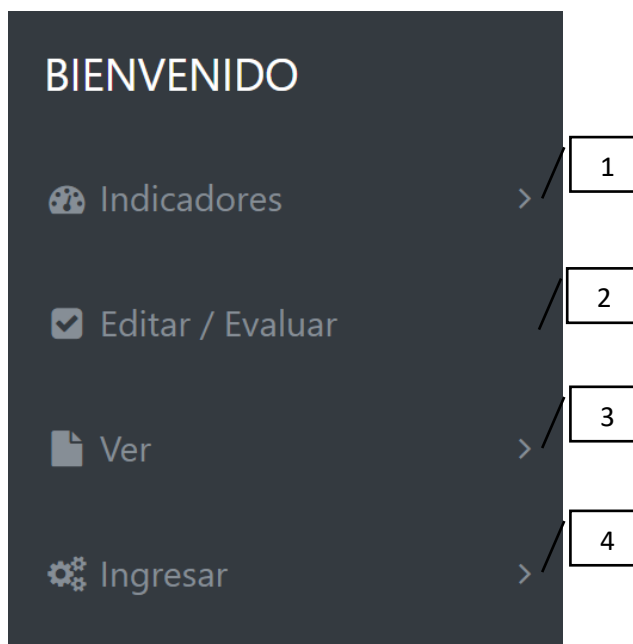 BIENVENIDO
1
Indicadores
2
Editar / Evaluar
3
Ver
4
Ingresar